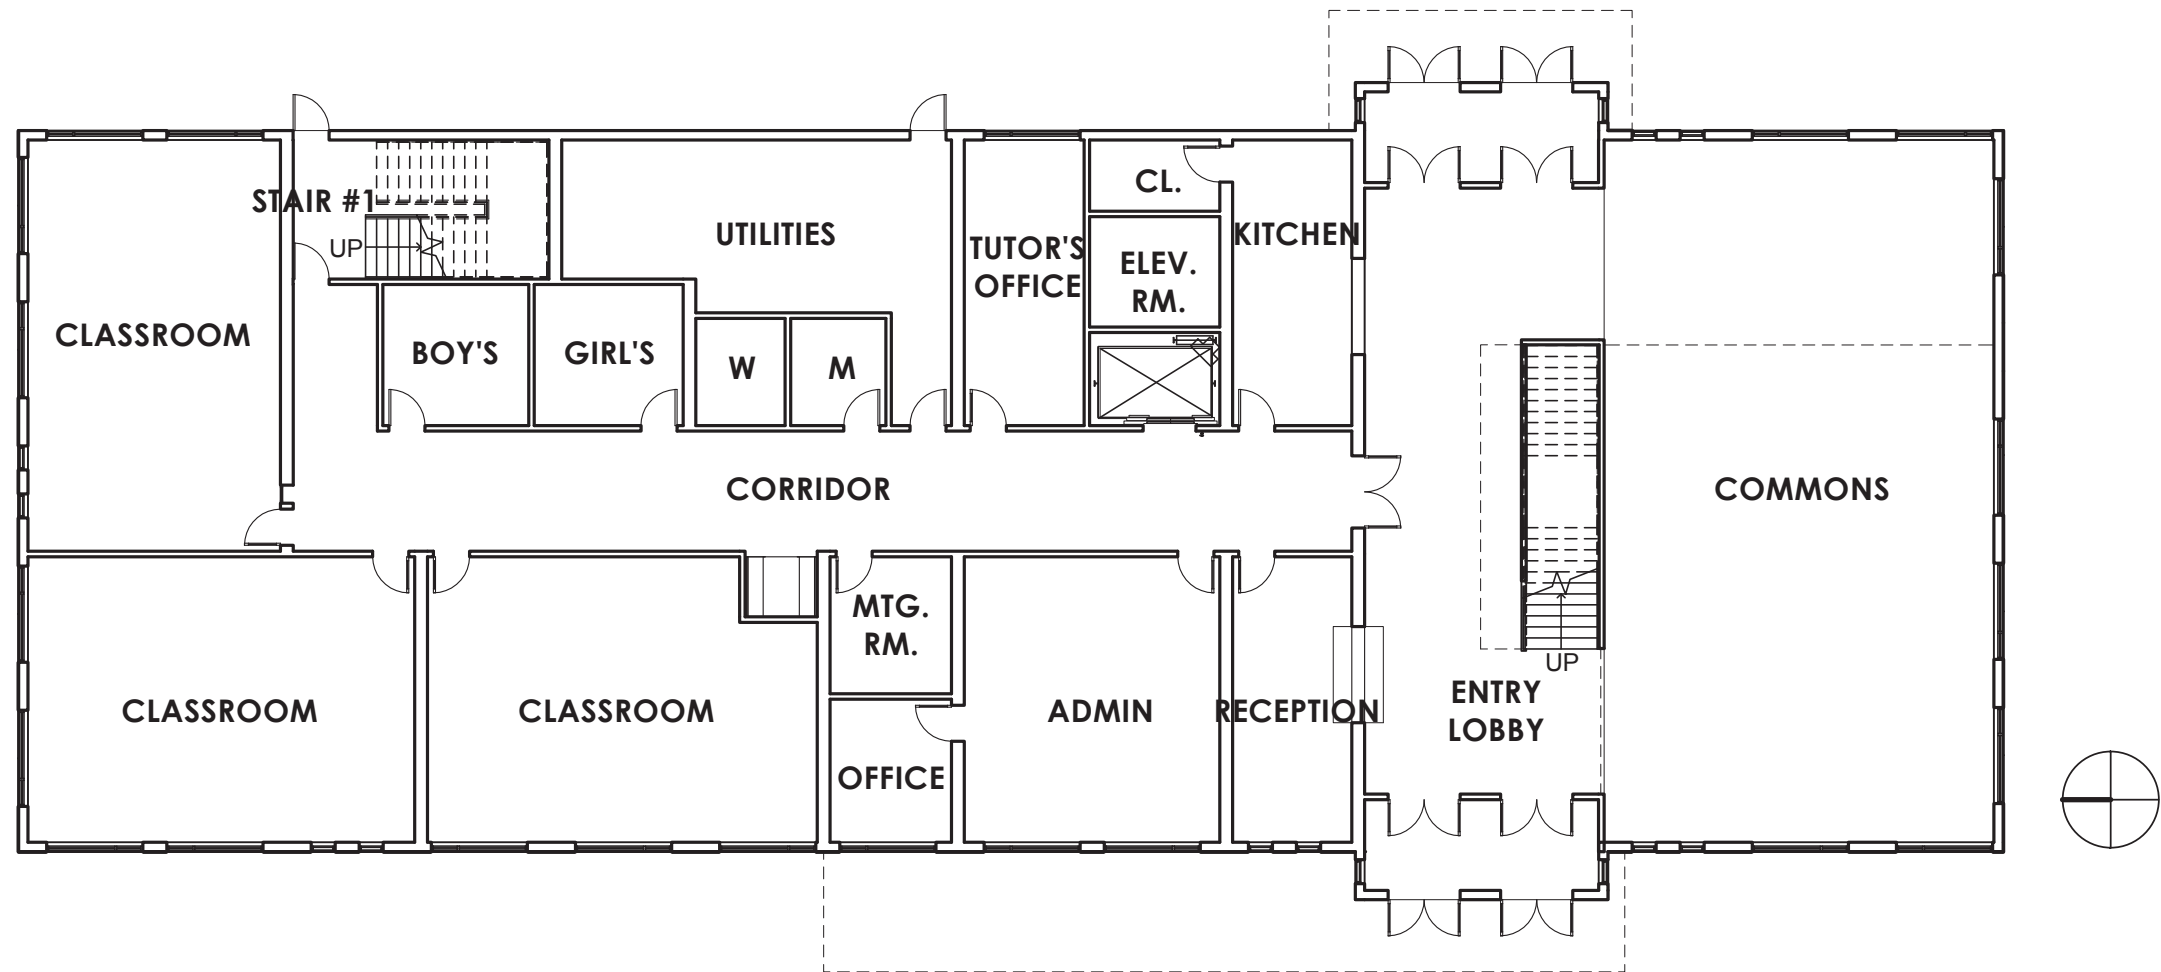 STAIR #1
UP
UTILITIES
TUTOR'S
OFFICE
CL.
ELEV.
RM.
KITCHEN
CLASSROOM
BOY'S
GIRL'S
W
M
CORRIDOR
COMMONS
MTG.
RM.
UP
CLASSROOM
CLASSROOM
OFFICE
ADMIN
RECEPTION
ENTRY
LOBBY